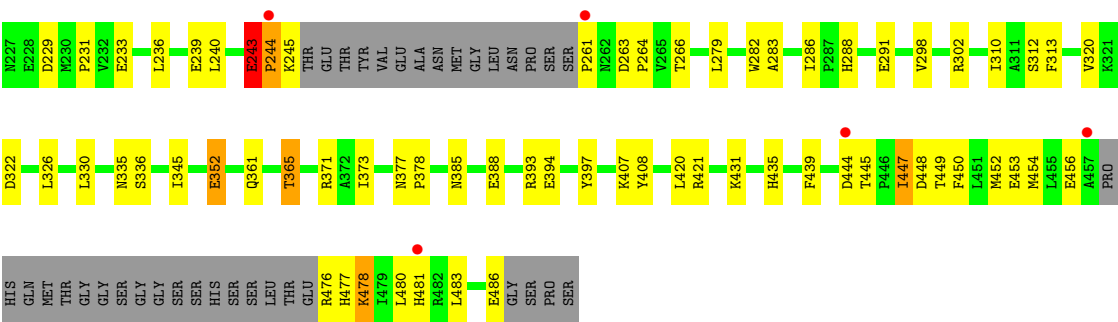 N227 E228 D229 M230 P231 V232 E233 L236 E239 L240 E243 P244 K245 THR GLU THR TYR VAL GLU ALA ASN MET GLY LEU ASN PRO SER SER P261 N262 D263 P264 V265 T266 L279 W282 A283 I286 P287 H288 E291 V298 R302 I310 A311 S312 F313 V320 K321
D322 L326 L330 N335 S336 I345 E352 Q361 T365 R371 A372 I373 N377 P378 N385 E388 R393 E394 Y397 K407 Y408 L420 R421 K431 H435 F439 D444 T445 P446 I447 D448 T449 F450 L451 M452 E453 M454 L455 E456 A457 PRO
HIS GLN MET THR GLY GLY SER GLY GLY SER SER HIS SER SER LEU THR GLU R476 H477 K478 I479 L480 H481 R482 L483 E486 GLY SER PRO SER